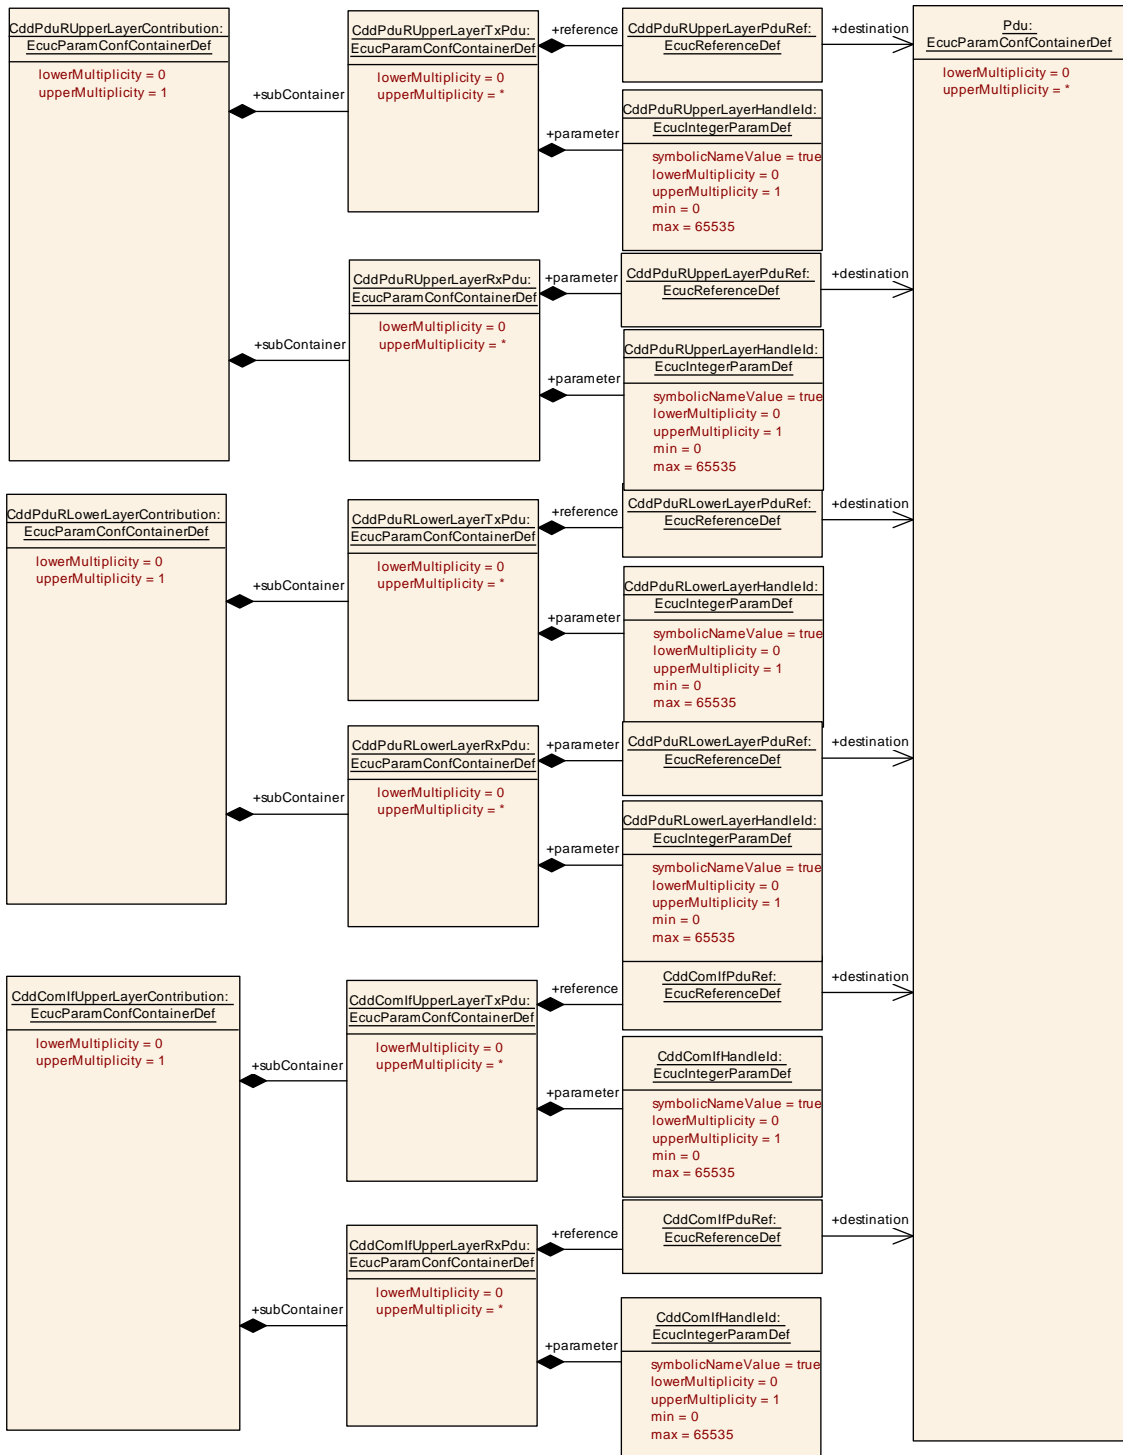 CddPduRUpperLayerContribution:
EcucParamConfContainerDef
lowerMultiplicity = 0
upperMultiplicity = 1
+subContainer
CddPduRUpperLayerTxPdu:
EcucParamConfContainerDef
lowerMultiplicity = 0
upperMultiplicity = *
+reference
CddPduRUpperLayerPduRef:
EcucReferenceDef
+destination
Pdu:
EcucParamConfContainerDef
lowerMultiplicity = 0
upperMultiplicity = *
+parameter
CddPduRUpperLayerHandleId:
EcucIntegerParamDef
symbolicNameValue = true
lowerMultiplicity = 0
upperMultiplicity = 1
min = 0
max = 65535
+subContainer
CddPduRUpperLayerRxPdu:
EcucParamConfContainerDef
lowerMultiplicity = 0
upperMultiplicity = *
+parameter
CddPduRUpperLayerPduRef:
EcucReferenceDef
+destination
+parameter
CddPduRUpperLayerHandleId:
EcucIntegerParamDef
symbolicNameValue = true
lowerMultiplicity = 0
upperMultiplicity = 1
min = 0
max = 65535
CddPduRLowerLayerContribution:
EcucParamConfContainerDef
lowerMultiplicity = 0
upperMultiplicity = 1
+subContainer
CddPduRLowerLayerTxPdu:
EcucParamConfContainerDef
lowerMultiplicity = 0
upperMultiplicity = *
+reference
CddPduRLowerLayerPduRef:
EcucReferenceDef
+destination
+parameter
CddPduRLowerLayerHandleId:
EcucIntegerParamDef
symbolicNameValue = true
lowerMultiplicity = 0
upperMultiplicity = 1
min = 0
max = 65535
+subContainer
CddPduRLowerLayerRxPdu:
EcucParamConfContainerDef
lowerMultiplicity = 0
upperMultiplicity = *
+parameter
CddPduRLowerLayerPduRef:
EcucReferenceDef
+destination
+parameter
CddPduRLowerLayerHandleId:
EcucIntegerParamDef
symbolicNameValue = true
lowerMultiplicity = 0
upperMultiplicity = 1
min = 0
max = 65535
CddComIfUpperLayerContribution:
EcucParamConfContainerDef
lowerMultiplicity = 0
upperMultiplicity = 1
+subContainer
CddComIfUpperLayerTxPdu:
EcucParamConfContainerDef
lowerMultiplicity = 0
upperMultiplicity = *
+reference
CddComIfPduRef:
EcucReferenceDef
+destination
+parameter
CddComIfHandleId:
EcucIntegerParamDef
symbolicNameValue = true
lowerMultiplicity = 0
upperMultiplicity = 1
min = 0
max = 65535
+subContainer
CddComIfUpperLayerRxPdu:
EcucParamConfContainerDef
lowerMultiplicity = 0
upperMultiplicity = *
+reference
CddComIfPduRef:
EcucReferenceDef
+destination
+parameter
CddComIfHandleId:
EcucIntegerParamDef
symbolicNameValue = true
lowerMultiplicity = 0
upperMultiplicity = 1
min = 0
max = 65535